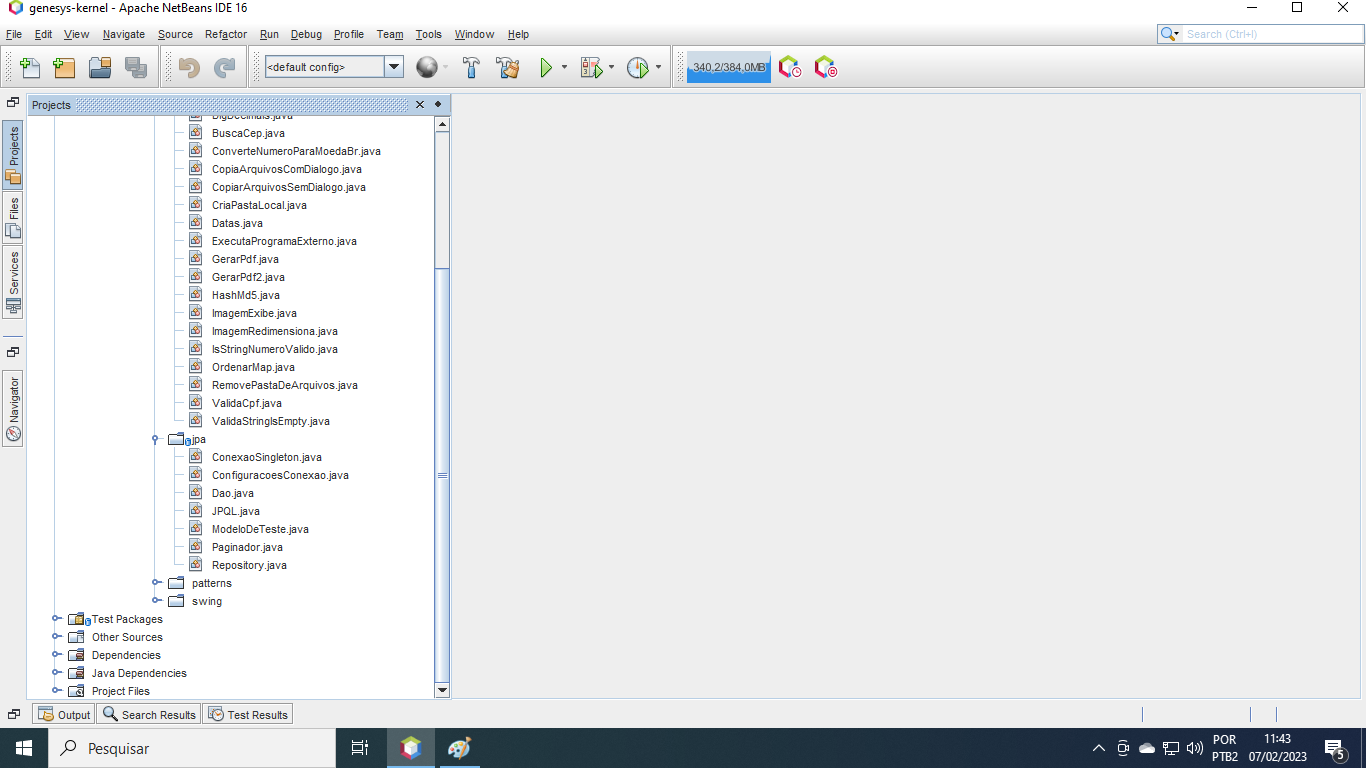 genesys-kernel - Apache NetBeans IDE 16
File Edit View Navigate Source Refactor Run Debug Profile Team Tools Window Help
Search (Ctrl+I)
<default config>
340,2/384,0MB
Projects
Projects
Files
Services
Navigator
BigDecimais.java
BuscaCep.java
ConverteNumeroParaMoedaBr.java
CopiaArquivosComDialogo.java
CopiarArquivosSemDialogo.java
CriaPastaLocal.java
Datas.java
ExecutaProgramaExterno.java
GerarPdf.java
GerarPdf2.java
HashMd5.java
ImagemExibe.java
ImagemRedimensiona.java
IsStringNumeroValido.java
OrdenarMap.java
RemovePastaDeArquivos.java
ValidaCpf.java
ValidaStringIsEmpty.java
jpa
ConexaoSingleton.java
ConfiguracoesConexao.java
Dao.java
JPQL.java
ModeloDeTeste.java
Paginador.java
Repository.java
patterns
swing
Test Packages
Other Sources
Dependencies
Java Dependencies
Project Files
Output Search Results Test Results
Pesquisar
POR
PTB2
11:43
07/02/2023
5